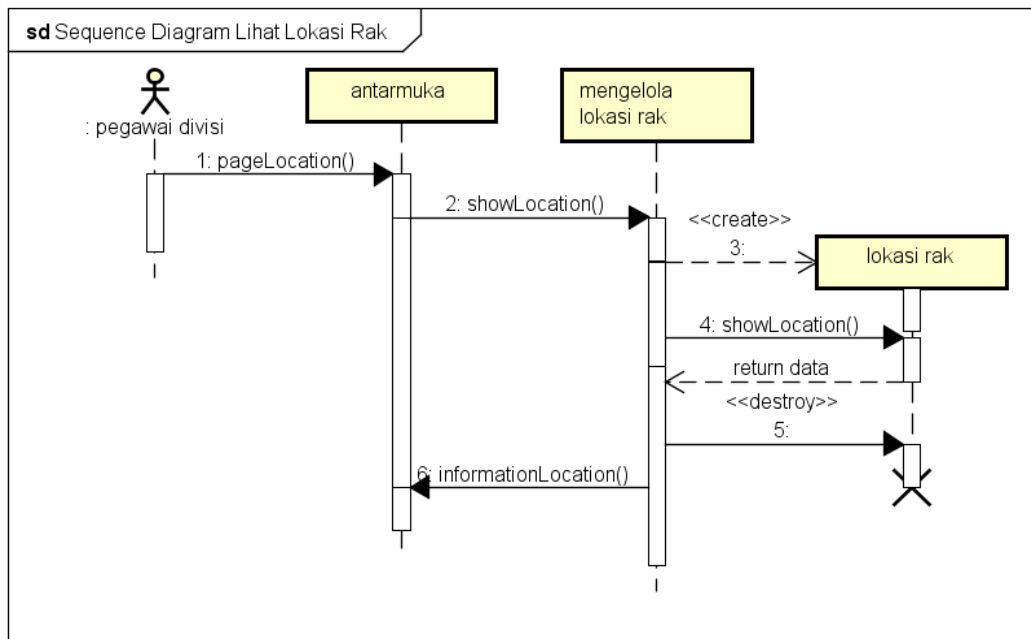 sd Sequence Diagram Lihat Lokasi Rak
: pegawai divisi
antarmuka
mengelola
lokasi rak
1: pageLocation()
2: showLocation()
<<create>>
3:
lokasi rak
4: showLocation()
return data
<<destroy>>
5:
6: informationLocation()